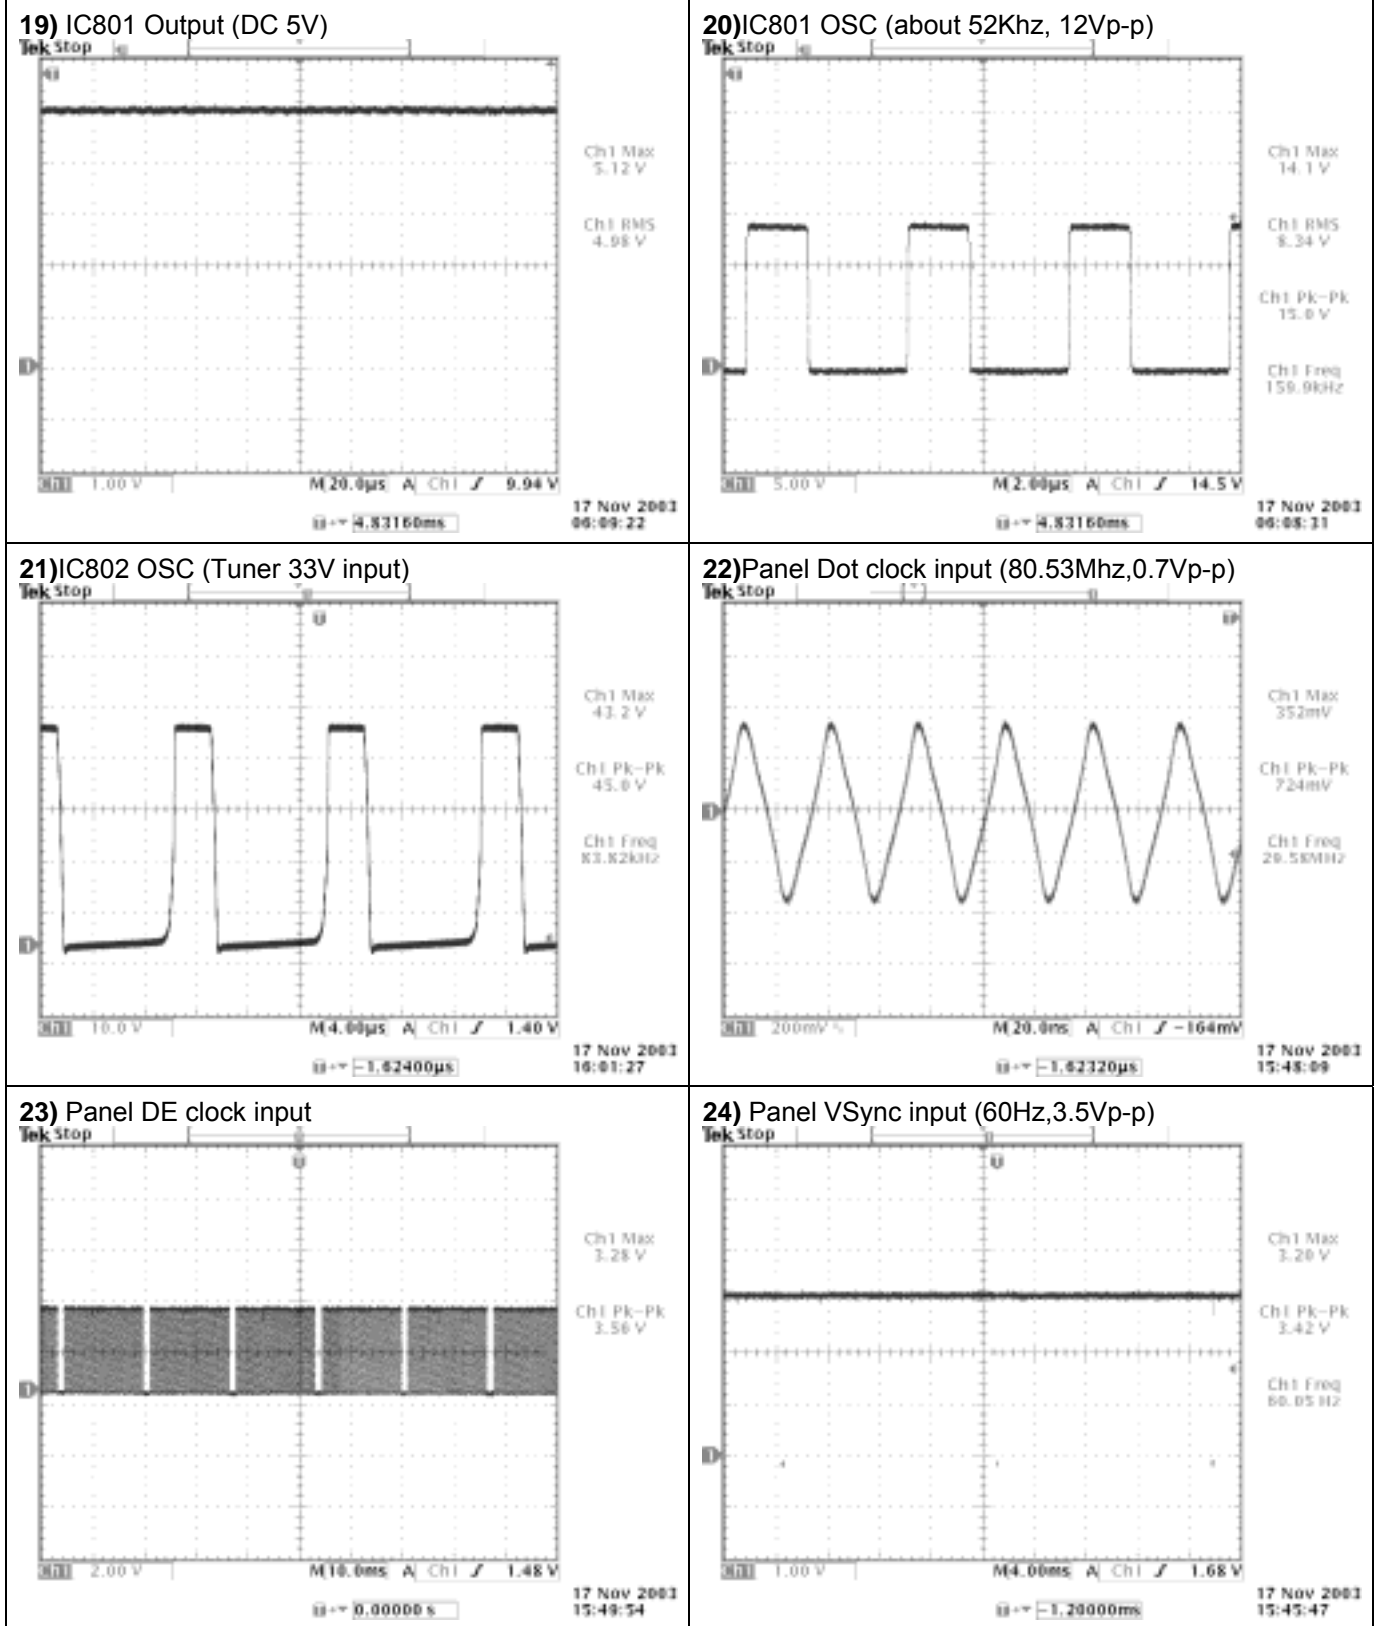 19) IC801 Output (DC 5V)
Tek Stop
Ch1 Max
5.12 V
Ch1 RMS
4.98 V
Ch1 1.00 V M 20.0µs A Ch1 9.94 V
17 Nov 2003
06:09:22
4.83160ms
20)IC801 OSC (about 52Khz, 12Vp-p)
Tek Stop
Ch1 Max
14.1 V
Ch1 RMS
8.34 V
Ch1 Pk-Pk
15.0 V
Ch1 Freq
159.9kHz
Ch1 5.00 V M 2.00µs A Ch1 14.5 V
17 Nov 2003
06:08:31
4.83160ms
21)IC802 OSC (Tuner 33V input)
Tek Stop
Ch1 Max
43.2 V
Ch1 Pk-Pk
45.0 V
Ch1 Freq
83.82kHz
Ch1 10.0 V M 4.00µs A Ch1 1.40 V
17 Nov 2003
16:01:27
-1.62400µs
22)Panel Dot clock input (80.53Mhz,0.7Vp-p)
Tek Stop
Ch1 Max
352mV
Ch1 Pk-Pk
724mV
Ch1 Freq
29.58MHz
Ch1 200mV M 20.0ns A Ch1 -164mV
17 Nov 2003
15:48:09
-1.62320µs
23) Panel DE clock input
Tek Stop
Ch1 Max
3.28 V
Ch1 Pk-Pk
3.56 V
Ch1 2.00 V M 10.0ms A Ch1 1.48 V
17 Nov 2003
15:49:54
0.00000 s
24) Panel VSync input (60Hz,3.5Vp-p)
Tek Stop
Ch1 Max
3.20 V
Ch1 Pk-Pk
3.42 V
Ch1 Freq
60.05 Hz
Ch1 1.00 V M 4.00ms A Ch1 1.68 V
17 Nov 2003
15:45:47
-1.20000ms